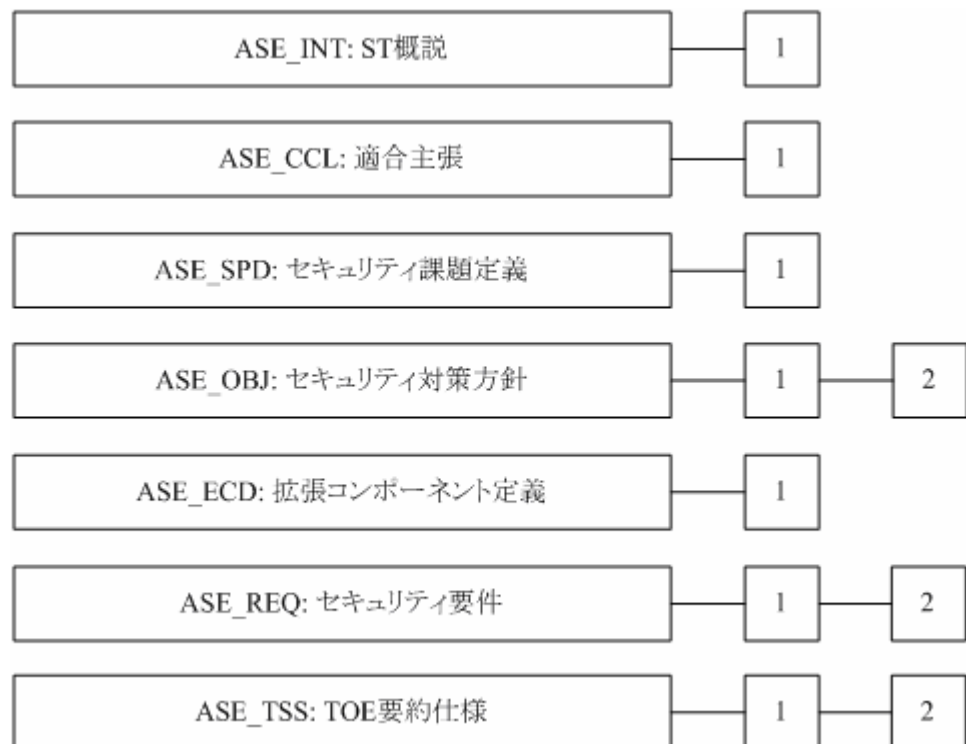 ASE_INT: ST概説 1
ASE_CCL: 適合主張 1
ASE_SPD: セキュリティ課題定義 1
ASE_OBJ: セキュリティ対策方針 1 2
ASE_ECD: 拡張コンポーネント定義 1
ASE_REQ: セキュリティ要件 1 2
ASE_TSS: TOE要約仕様 1 2